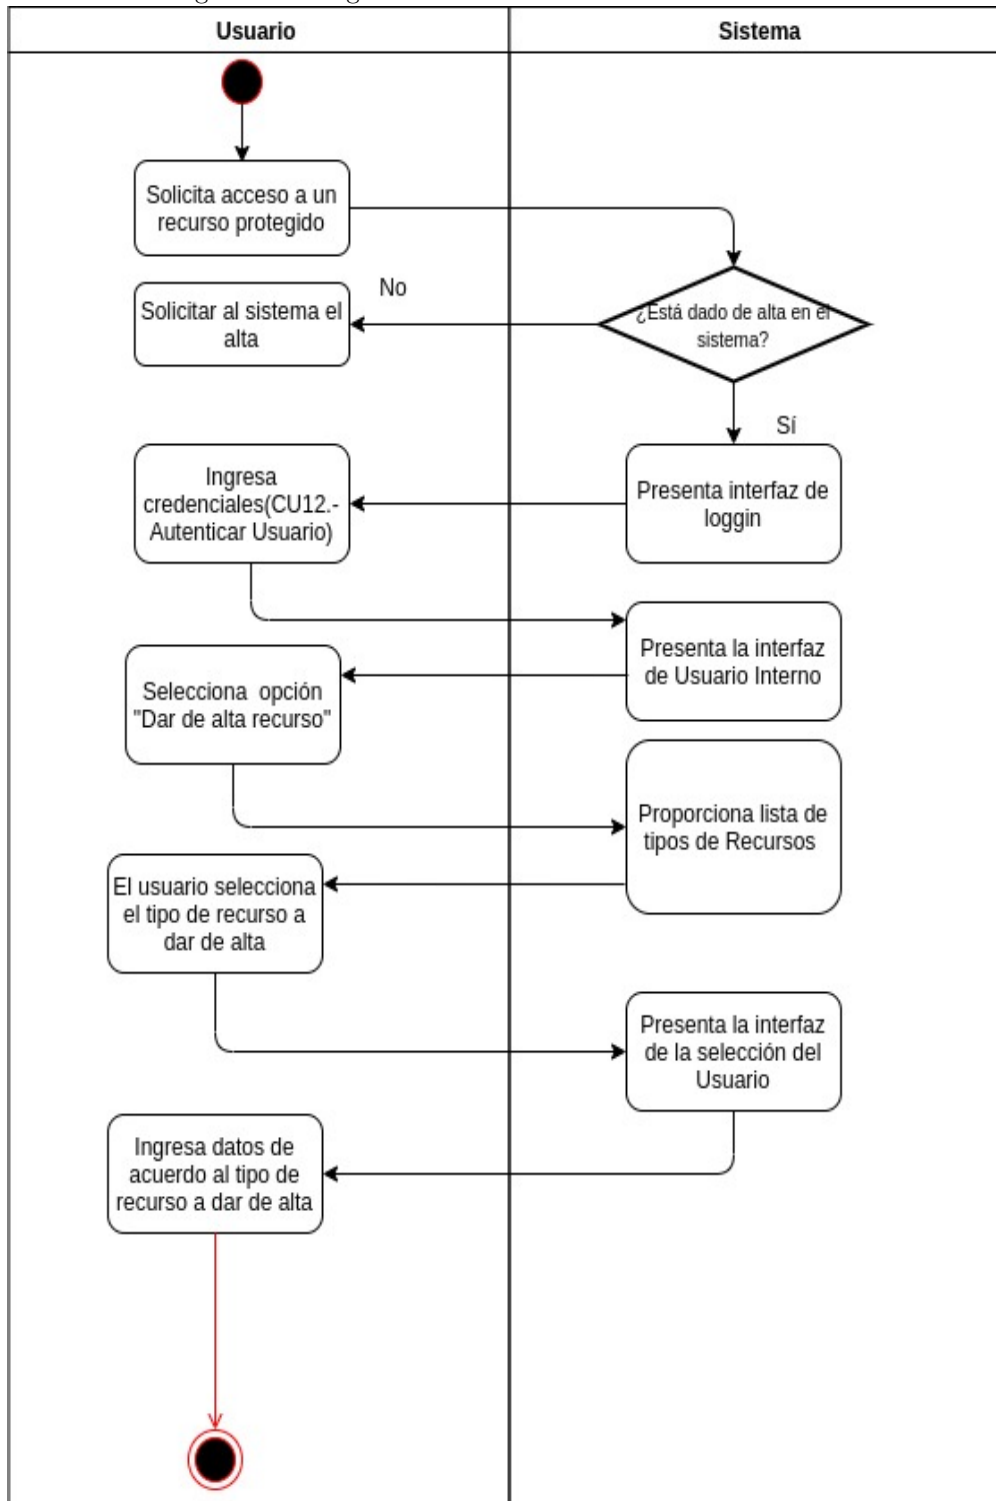 Usuario
Sistema
Solicita acceso a un
recurso protegido
¿Está dado de alta en el
sistema?
No
Solicitar al sistema el
alta
Sí
Presenta interfaz de
loggin
Ingresa
credenciales(CU12.-
Autenticar Usuario)
Presenta la interfaz
de Usuario Interno
Selecciona opción
"Dar de alta recurso"
Proporciona lista de
tipos de Recursos
El usuario selecciona
el tipo de recurso a
dar de alta
Presenta la interfaz
de la selección del
Usuario
Ingresa datos de
acuerdo al tipo de
recurso a dar de alta